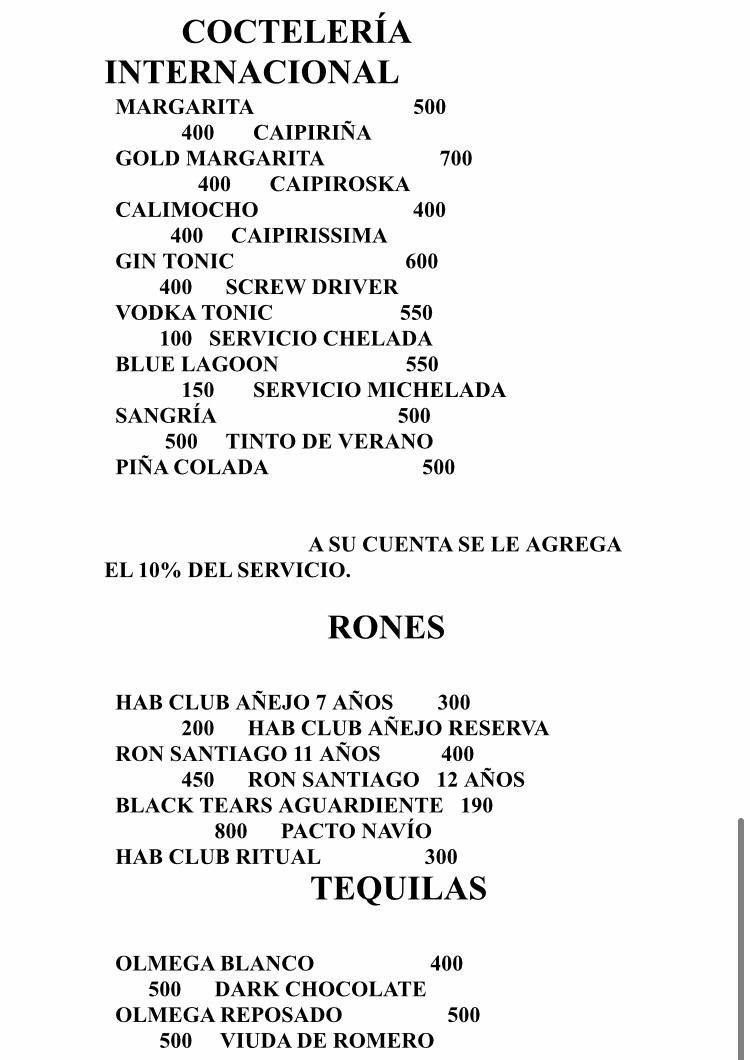 COCTELERÍA
INTERNACIONAL
MARGARITA 500
400 CAIPIRIÑA
GOLD MARGARITA 700
400 CAIPIROSKA
CALIMOCHO 400
400 CAIPIRISSIMA
GIN TONIC 600
400 SCREW DRIVER
VODKA TONIC 550
100 SERVICIO CHELADA
BLUE LAGOON 550
150 SERVICIO MICHELADA
SANGRÍA 500
500 TINTO DE VERANO
PIÑA COLADA 500
A SU CUENTA SE LE AGREGA
EL 10% DEL SERVICIO.
RONES
HAB CLUB AÑEJO 7 AÑOS 300
200 HAB CLUB AÑEJO RESERVA
RON SANTIAGO 11 AÑOS 400
450 RON SANTIAGO 12 AÑOS
BLACK TEARS AGUARDIENTE 190
800 PACTO NAVÍO
HAB CLUB RITUAL 300
TEQUILAS
OLMEGA BLANCO 400
500 DARK CHOCOLATE
OLMEGA REPOSADO 500
500 VIUDA DE ROMERO